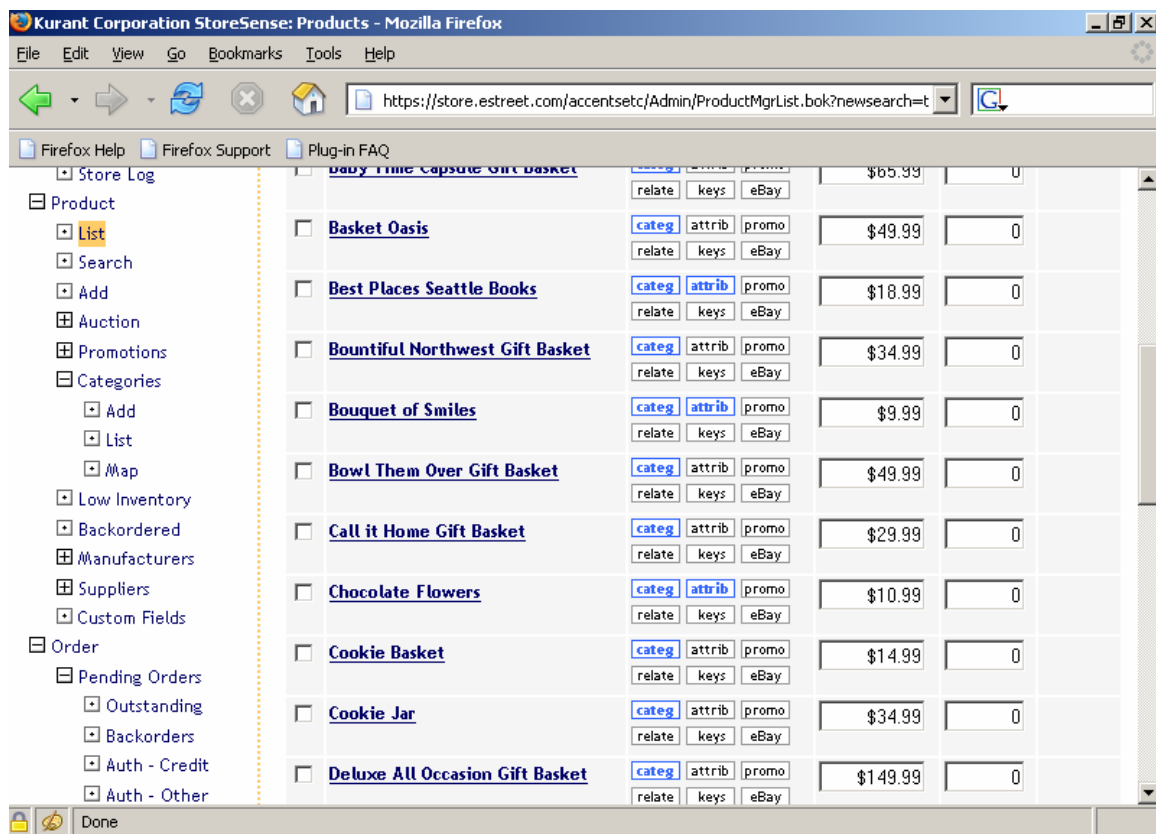 Kurant Corporation StoreSense: Products - Mozilla Firefox
File Edit View Go Bookmarks Tools Help
https://store.estreet.com/accentsetc/Admin/ProductMgrList.bok?newsearch=t
G
Firefox Help Firefox Support Plug-in FAQ
Store Log
Product
List
Search
Add
Auction
Promotions
Categories
Add
List
Map
Low Inventory
Backordered
Manufacturers
Suppliers
Custom Fields
Order
Pending Orders
Outstanding
Backorders
Auth - Credit
Auth - Other
Baby Time Capsule Gift Basket $65.99 0
relate keys eBay
Basket Oasis categ attrib promo $49.99 0
relate keys eBay
Best Places Seattle Books categ attrib promo $18.99 0
relate keys eBay
Bountiful Northwest Gift Basket categ attrib promo $34.99 0
relate keys eBay
Bouquet of Smiles categ attrib promo $9.99 0
relate keys eBay
Bowl Them Over Gift Basket categ attrib promo $49.99 0
relate keys eBay
Call it Home Gift Basket categ attrib promo $29.99 0
relate keys eBay
Chocolate Flowers categ attrib promo $10.99 0
relate keys eBay
Cookie Basket categ attrib promo $14.99 0
relate keys eBay
Cookie Jar categ attrib promo $34.99 0
relate keys eBay
Deluxe All Occasion Gift Basket categ attrib promo $149.99 0
relate keys eBay
Done